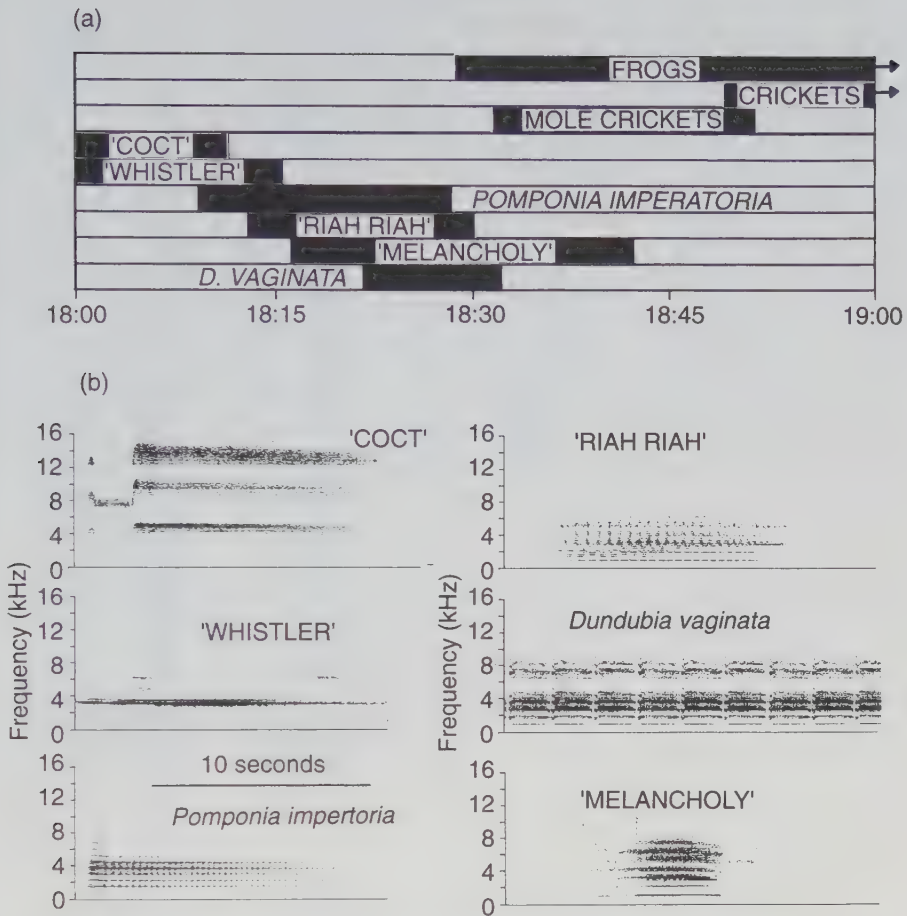 (a)
FROGS
CRICKETS
MOLE CRICKETS
'COCT'
'WHISTLER'
POMPONIA IMPERATORIA
'RIAH RIAH'
'MELANCHOLY'
D. VAGINATA
18:00 18:15 18:30 18:45 19:00
(b)
Frequency (kHz)
16
12
8
4
0
'COCT'
16
12
8
4
0
'WHISTLER'
16
12
8
4
0
10 seconds
Pomponia impertoria
Frequency (kHz)
16
12
8
4
0
'RIAH RIAH'
16
12
8
4
0
Dundubia vaginata
16
12
8
4
0
'MELANCHOLY'